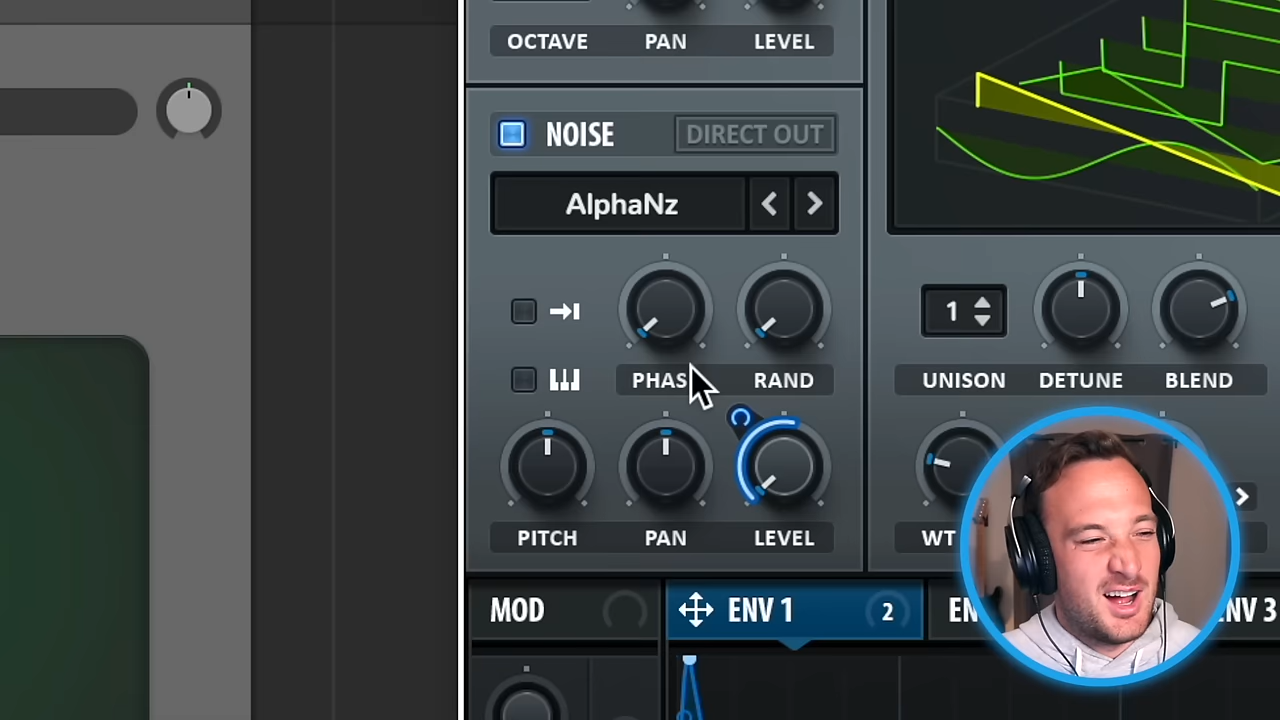 OCTAVE PAN LEVEL
NOISE DIRECT OUT
AlphaNz
1
PHAS RAND UNISON DETUNE BLEND
PITCH PAN LEVEL WT
MOD ENV 1 2 EN NV 3